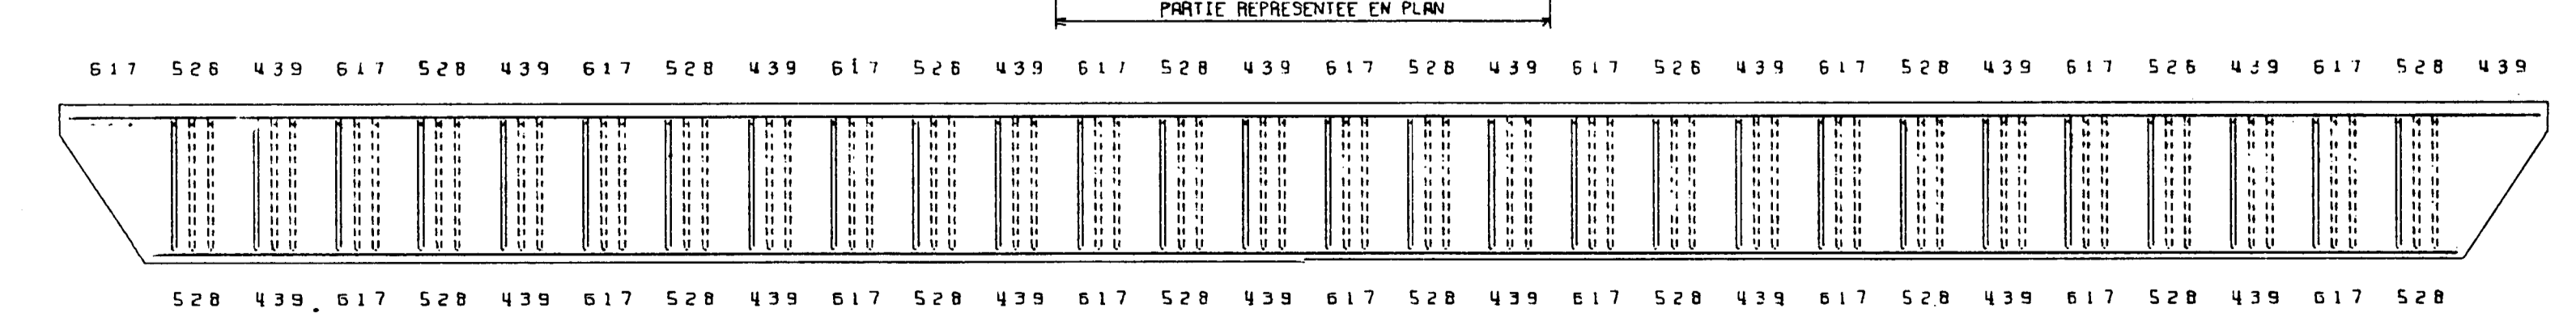 PARTIE REPRESENTEE EN PLAN
617 528 439 617 528 439 617 528 439 617 528 439 617 528 439 617 528 439 617 528 439 617 528 439 617 528 439 617 528 439
528 439 617 528 439 617 528 439 617 528 439 617 528 439 617 528 439 617 528 439 617 528 439 617 528 439 617 528